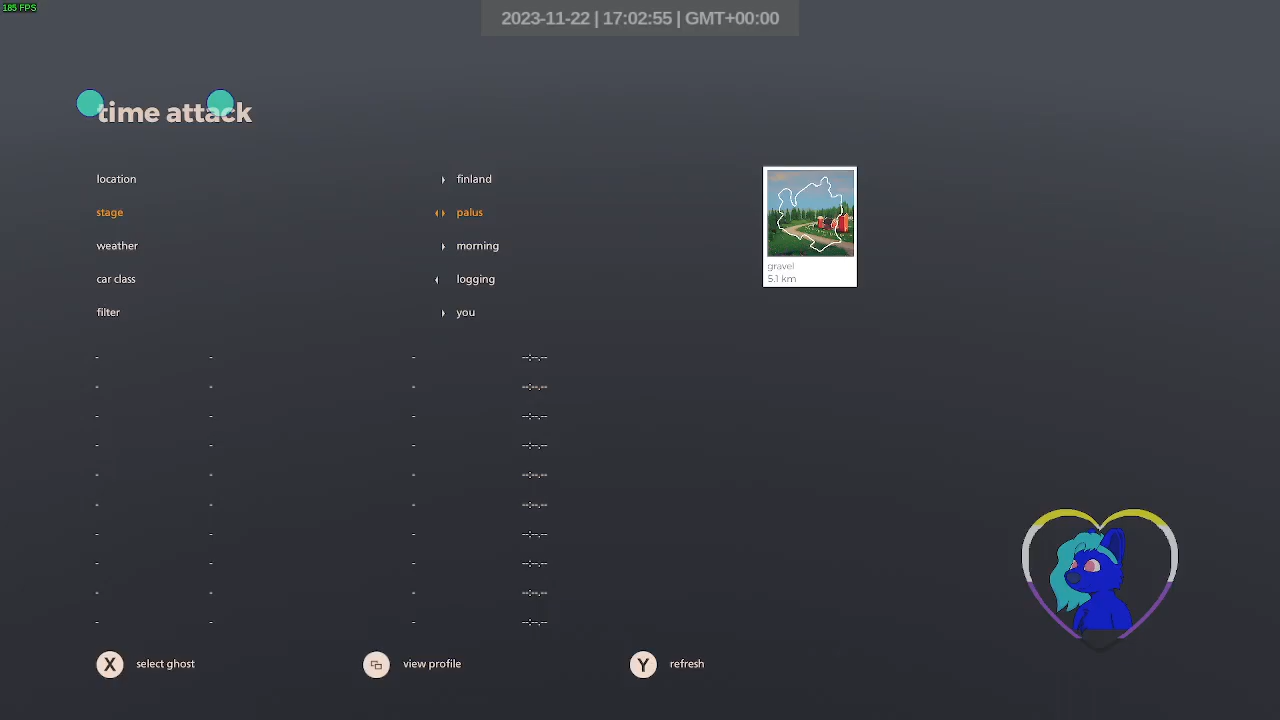 185 FPS
2023-11-22 | 17:02:55 | GMT+00:00
time attack
location finland
stage palus
weather morning
car class logging
filter you
gravel
5.1 km
- - - --:--.--
- - - --:--.--
- - - --:--.--
- - - --:--.--
- - - --:--.--
- - - --:--.--
- - - --:--.--
- - - --:--.--
- - - --:--.--
- - - --:--.--
X select ghost view profile Y refresh